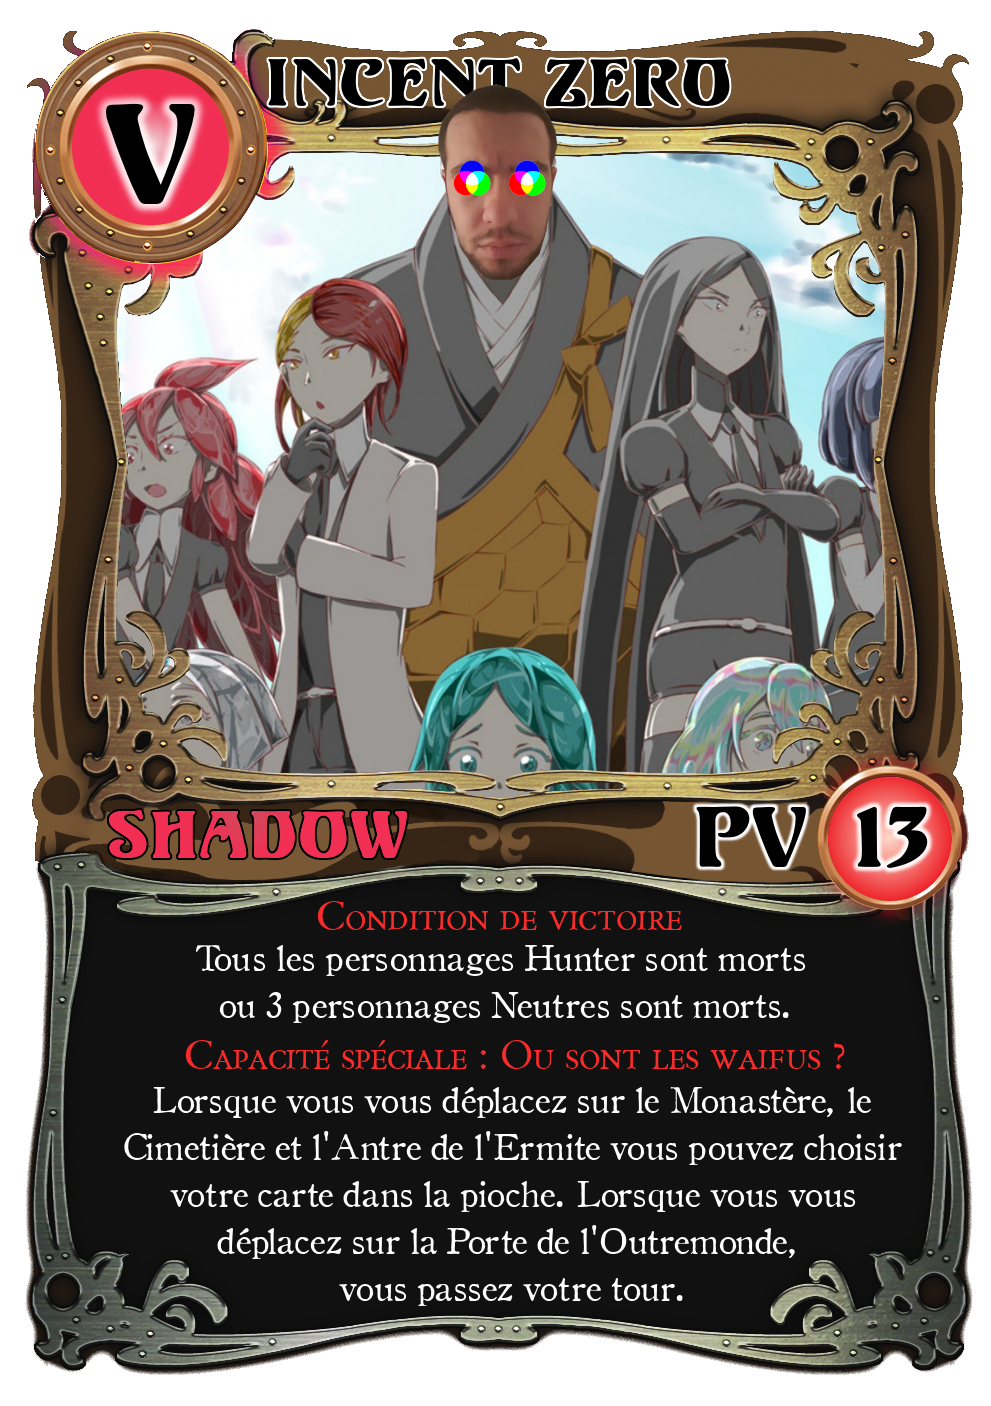 VINCENT ZERO
SHADOW
PV 13
Condition de victoire
Tous les personnages Hunter sont morts
ou 3 personnages Neutres sont morts.
Capacité spéciale : Ou sont les waifus ?
Lorsque vous vous déplacez sur le Monastère, le
Cimetière et l'Antre de l'Ermite vous pouvez choisir
votre carte dans la pioche. Lorsque vous vous
déplacez sur la Porte de l'Outremonde,
vous passez votre tour.